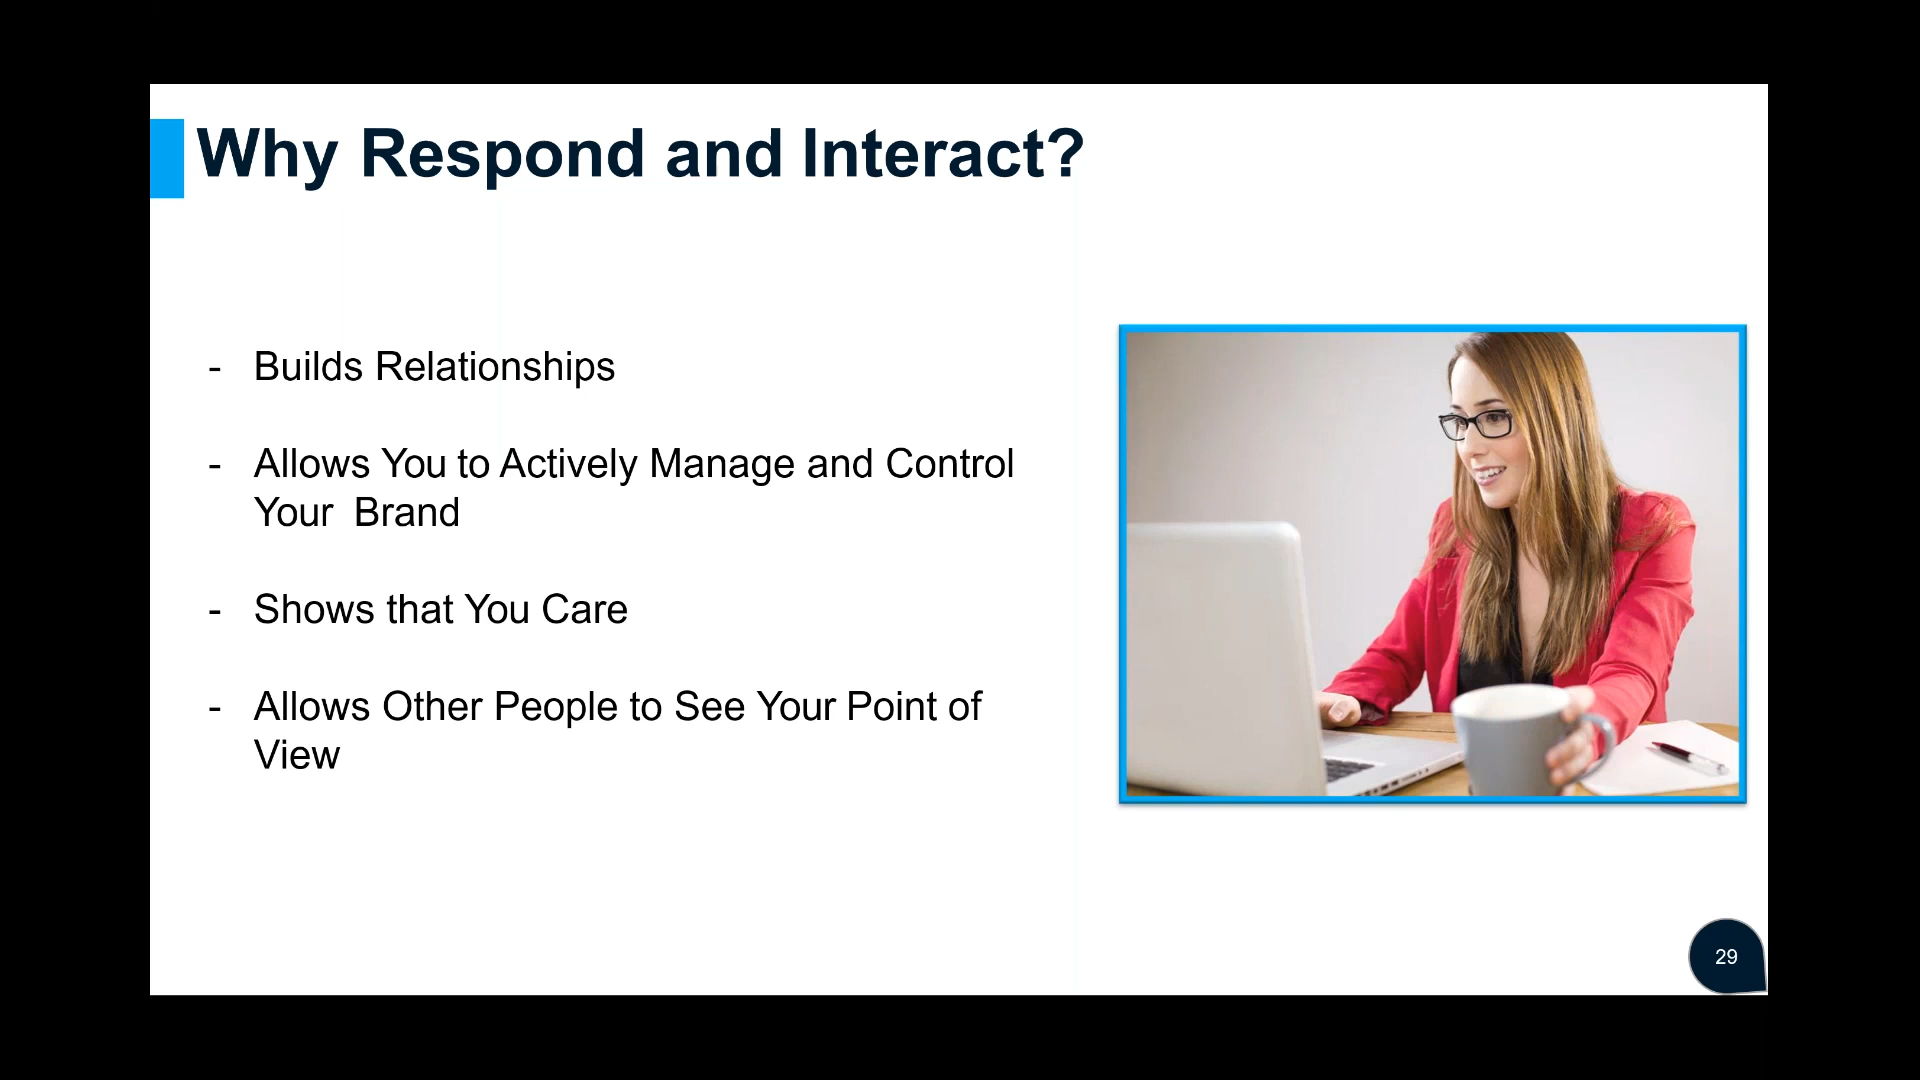 Why Respond and Interact?
- Builds Relationships
- Allows You to Actively Manage and Control
Your  Brand
- Shows that You Care
- Allows Other People to See Your Point of
View
29